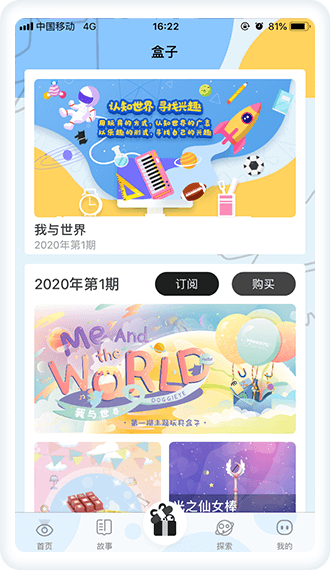 中国移动 4G 16:22 81%
盒子
认知世界 寻找兴趣
用玩具的方式，认知世界的广富
以乐趣的形式，寻找自己的兴趣
我与世界
2020年第1期
2020年第1期
订阅
购买
Me And
the
WORLD
DOGGIEYE
我与世界
·第一期主题玩具盒子·
光之仙女棒
首页
故事
探索
我的